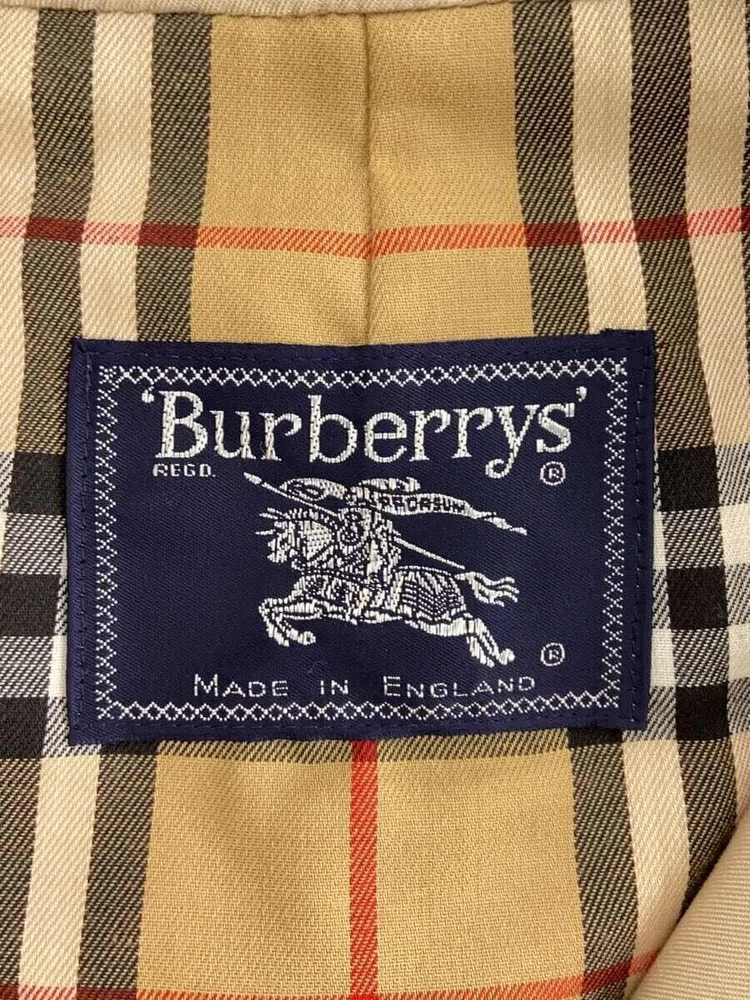 'Burberrys'
REGD. ®
PRORSUM
®
MADE IN ENGLAND